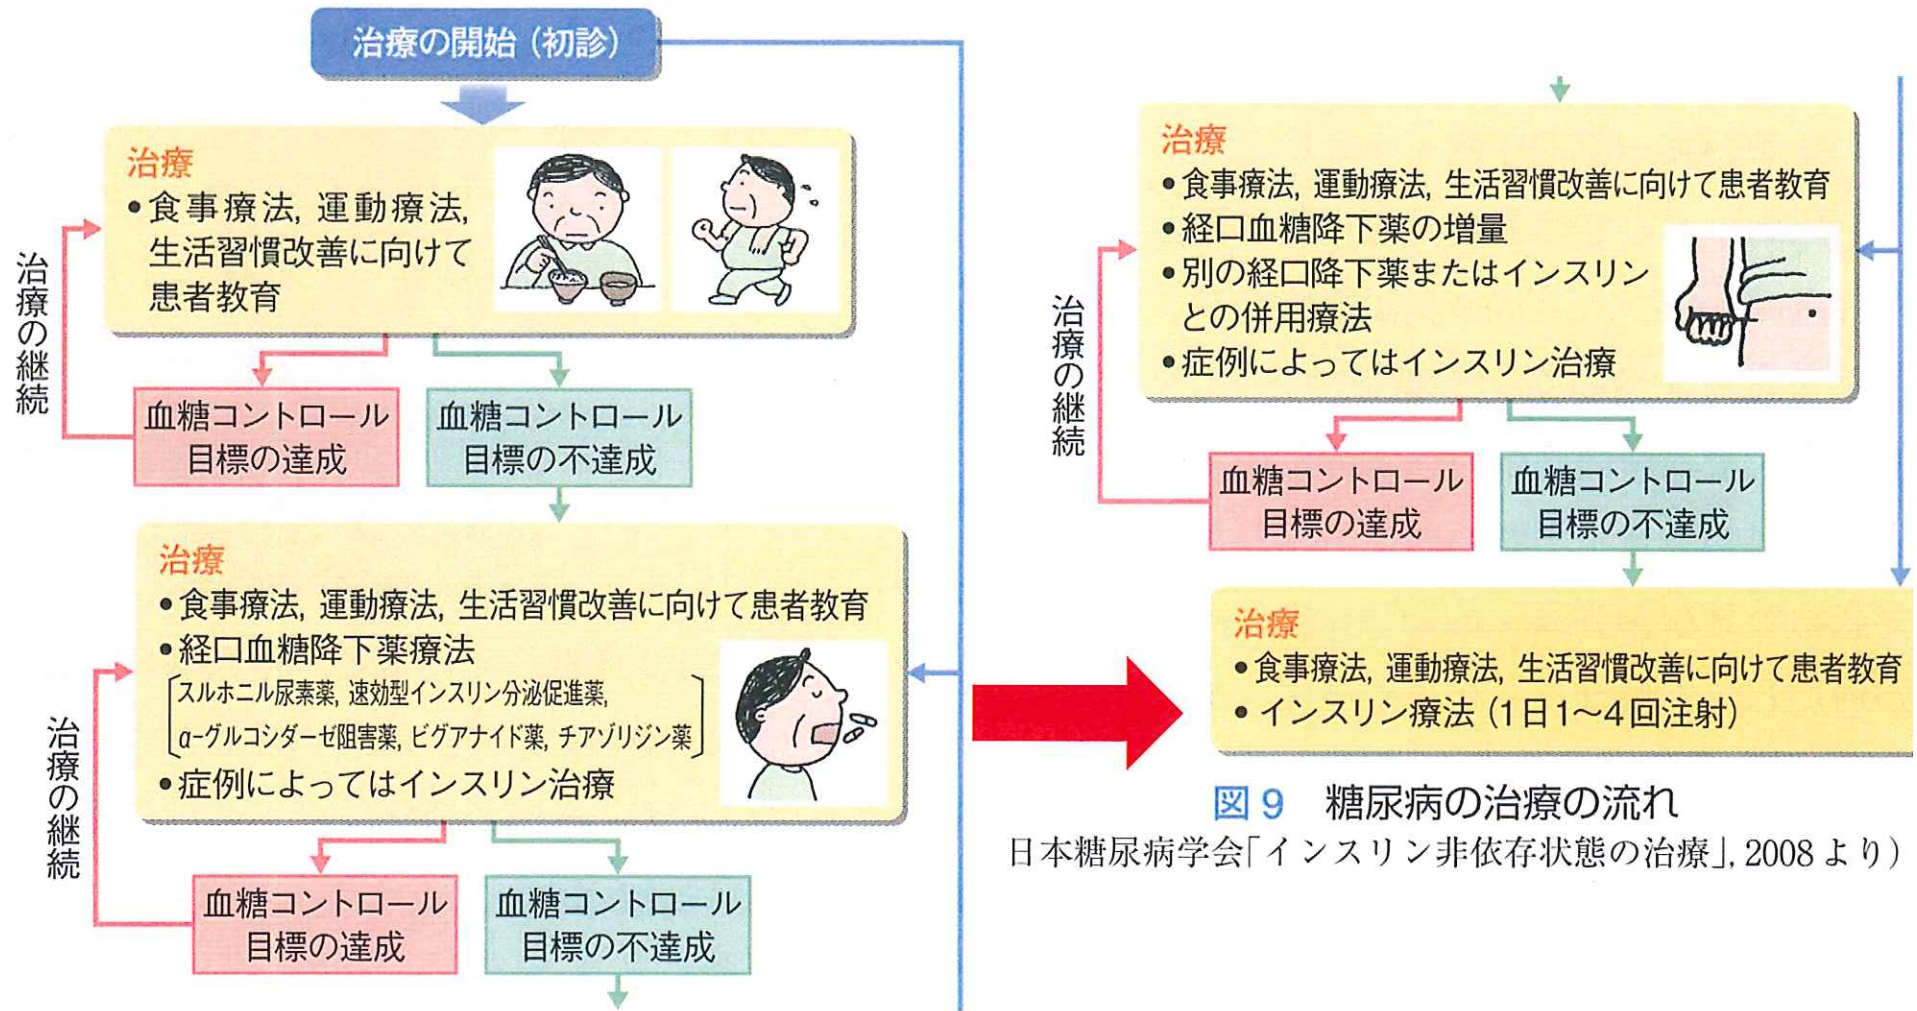 治療の開始（初診）
治療
•食事療法, 運動療法,
生活習慣改善に向けて
患者教育
治療の継続
血糖コントロール
目標の達成
血糖コントロール
目標の不達成
治療
•食事療法, 運動療法, 生活習慣改善に向けて患者教育
•経口血糖降下薬療法
スルホニル尿素薬, 速効型インスリン分泌促進薬,
α-グルコシダーゼ阻害薬, ビグアナイド薬, チアゾリジン薬
•症例によってはインスリン治療
治療の継続
血糖コントロール
目標の達成
血糖コントロール
目標の不達成
治療
•食事療法, 運動療法, 生活習慣改善に向けて患者教育
•経口血糖降下薬の増量
•別の経口降下薬またはインスリン
との併用療法
•症例によってはインスリン治療
治療の継続
血糖コントロール
目標の達成
血糖コントロール
目標の不達成
治療
•食事療法, 運動療法, 生活習慣改善に向けて患者教育
•インスリン療法（1日1〜4回注射）
図9 糖尿病の治療の流れ
日本糖尿病学会「インスリン非依存状態の治療」, 2008より）